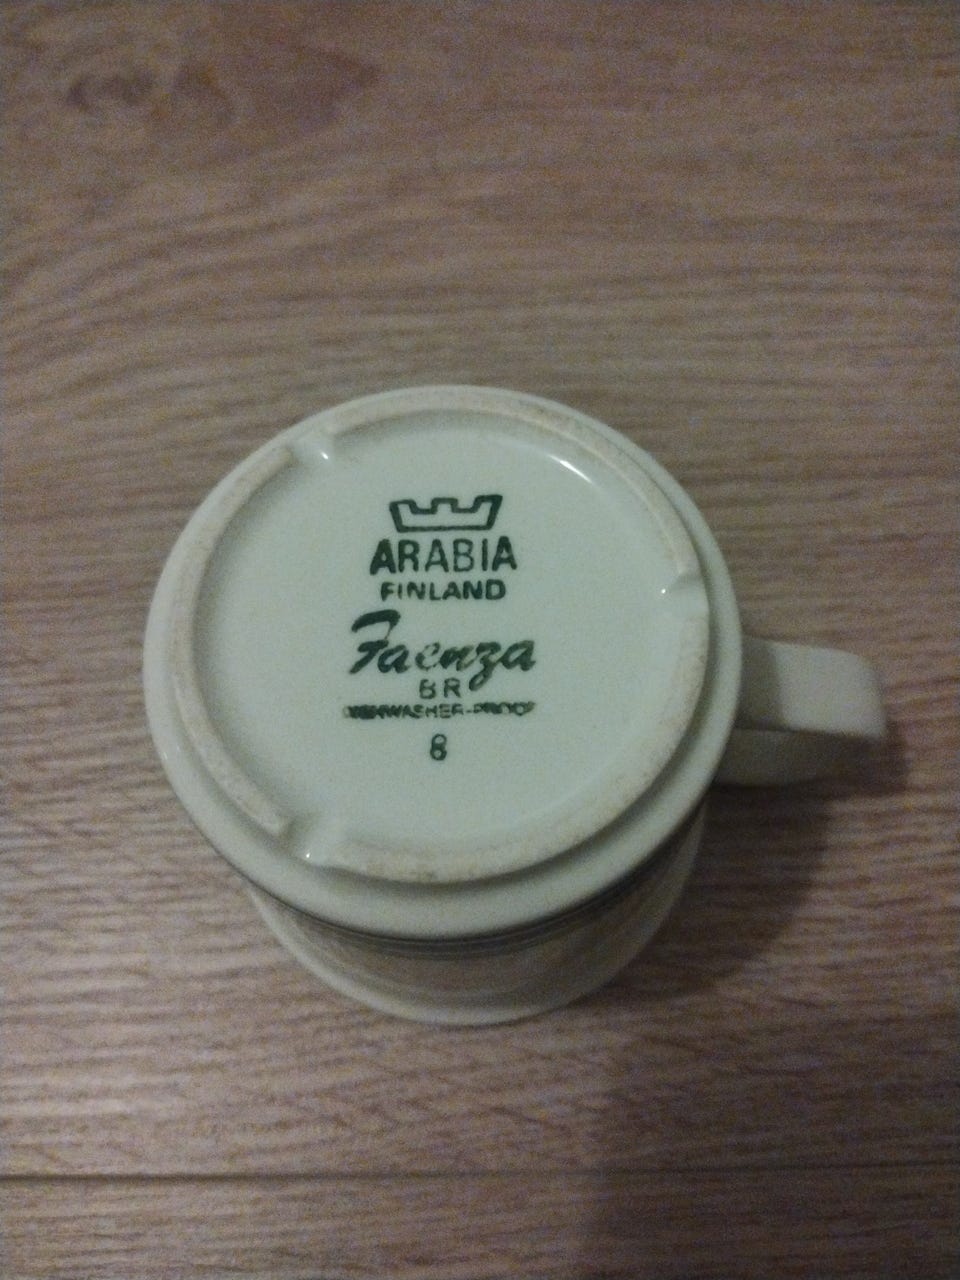 ARABIA
FINLAND
Faenza
BR
DISHWASHER-PROOF
8